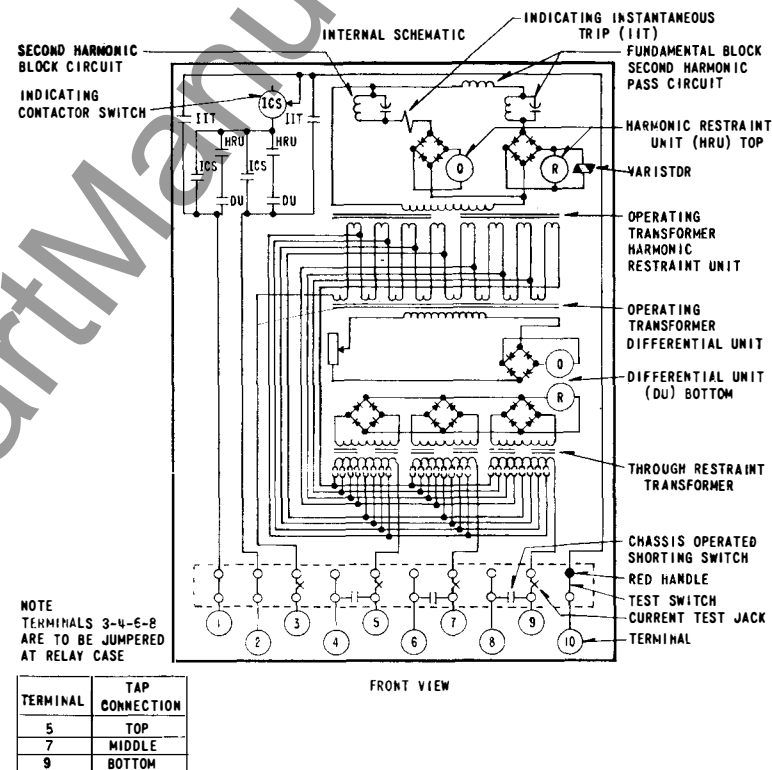 INTERNAL SCHEMATIC
INDICATING INSTANTANEOUS
TRIP (IIT)
SECOND HARMONIC
BLOCK CIRCUIT
FUNDAMENTAL BLOCK
SECOND HARMONIC
PASS CIRCUIT
INDICATING
CONTACTOR SWITCH
ICS
IIT
IIT
HRU
HRU
ICS
ICS
DU
DU
HARMONIC RESTRAINT
UNIT (HRU) TOP
O
R
VARISTOR
OPERATING
TRANSFORMER
HARMONIC
RESTRAINT UNIT
OPERATING
TRANSFORMER
DIFFERENTIAL UNIT
O
R
DIFFERENTIAL UNIT
(DU) BOTTOM
THROUGH RESTRAINT
TRANSFORMER
CHASSIS OPERATED
SHORTING SWITCH
RED HANDLE
TEST SWITCH
CURRENT TEST JACK
TERMINAL
1 2 3 4 5 6 7 8 9 10
NOTE
TERMINALS 3-4-6-8
ARE TO BE JUMPERED
AT RELAY CASE
FRONT VIEW
TERMINAL TAP CONNECTION
5 TOP
7 MIDDLE
9 BOTTOM